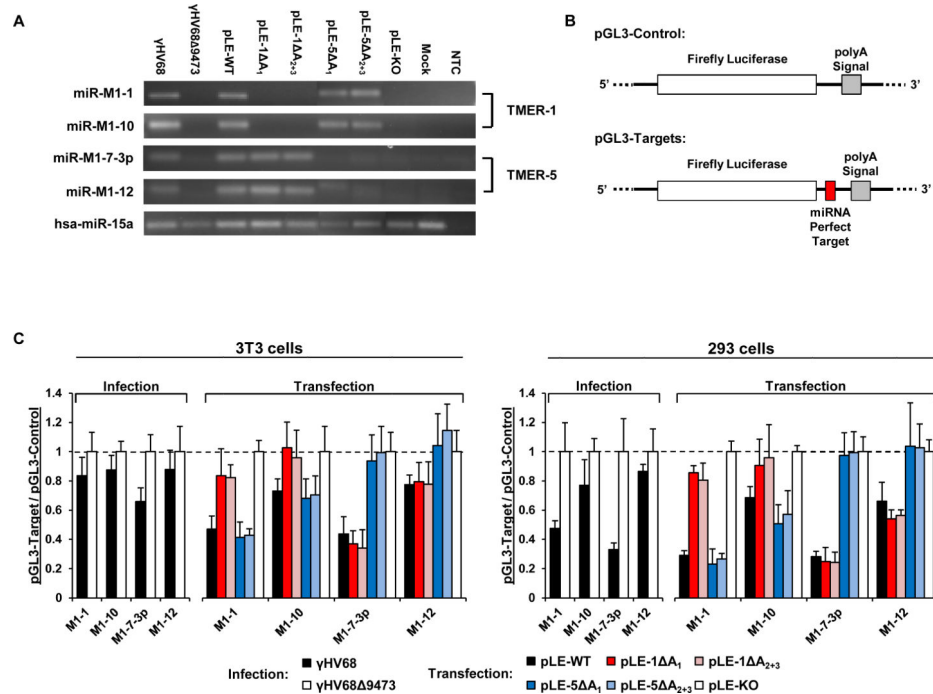 A
γHV68
γHV68Δ9473
pLE-WT
pLE-1ΔA₁
pLE-1ΔA₂₊₃
pLE-5ΔA₁
pLE-5ΔA₂₊₃
pLE-KO
Mock
NTC
miR-M1-1
miR-M1-10
TMER-1
miR-M1-7-3p
miR-M1-12
TMER-5
hsa-miR-15a
B
pGL3-Control:
Firefly Luciferase
polyA
Signal
5'
3'
pGL3-Targets:
Firefly Luciferase
polyA
Signal
5'
3'
miRNA
Perfect
Target
C
3T3 cells
Infection
Transfection
pGL3-Target / pGL3-Control
1.4
1.2
1
0.8
0.6
0.4
0.2
0
M1-1
M1-10
M1-7-3p
M1-12
M1-1
M1-10
M1-7-3p
M1-12
293 cells
Infection
Transfection
pGL3-Target / pGL3-Control
1.4
1.2
1
0.8
0.6
0.4
0.2
0
M1-1
M1-10
M1-7-3p
M1-12
M1-1
M1-10
M1-7-3p
M1-12
Infection:
γHV68
γHV68Δ9473
Transfection:
pLE-WT
pLE-1ΔA₁
pLE-1ΔA₂₊₃
pLE-5ΔA₁
pLE-5ΔA₂₊₃
pLE-KO